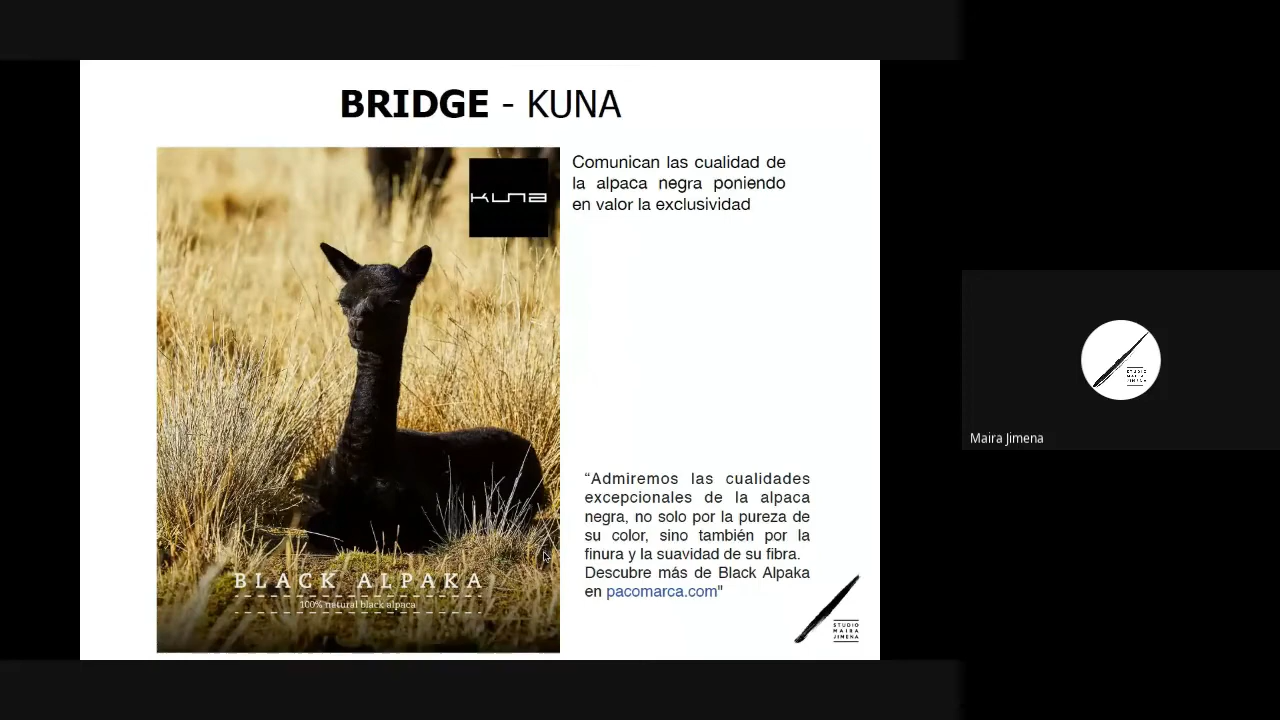 BRIDGE - KUNA
kuna
Comunican las cualidad de
la alpaca negra poniendo
en valor la exclusividad
BLACK ALPAKA
100% natural black alpaca
“Admiremos las cualidades
excepcionales de la alpaca
negra, no solo por la pureza de
su color, sino también por la
finura y la suavidad de su fibra.
Descubre más de Black Alpaka
en pacomarca.com"
STUDIO
MAIRA
JIMENA
STUDIO
MAIRA
JIMENA
Maira Jimena